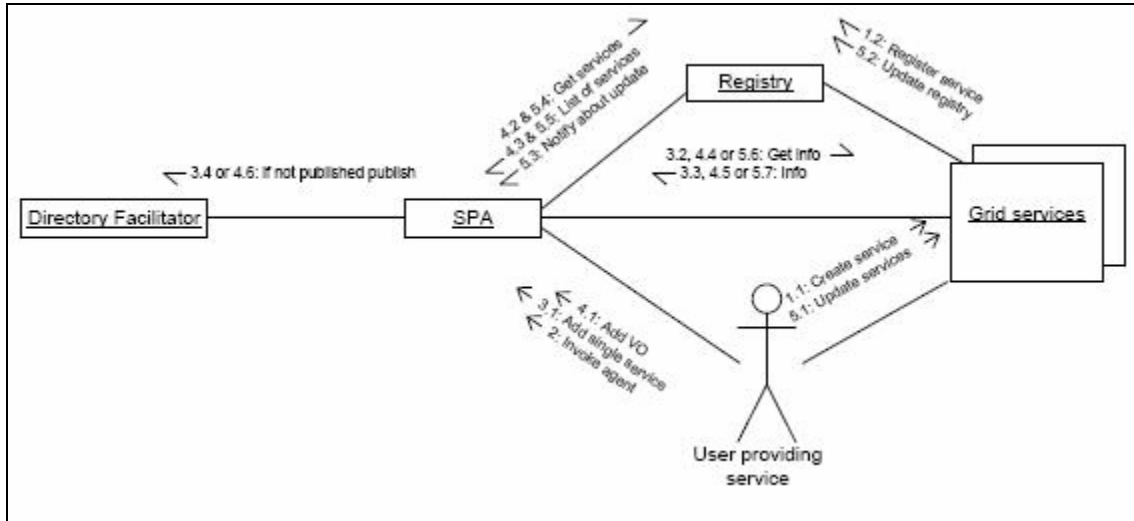 4.2 & 5.4: Get services
4.3 & 5.5: List of services
5.3: Notify about update
1.2: Register service
5.2: Update registry
Registry
3.2, 4.4 or 5.6: Get info
3.3, 4.5 or 5.7: Info
3.4 or 4.6: If not published publish
Directory Facilitator
SPA
Grid services
1.1: Create service
5.1: Update services
4.1: Add VO
3.1: Add single service
2: Invoke agent
User providing
service